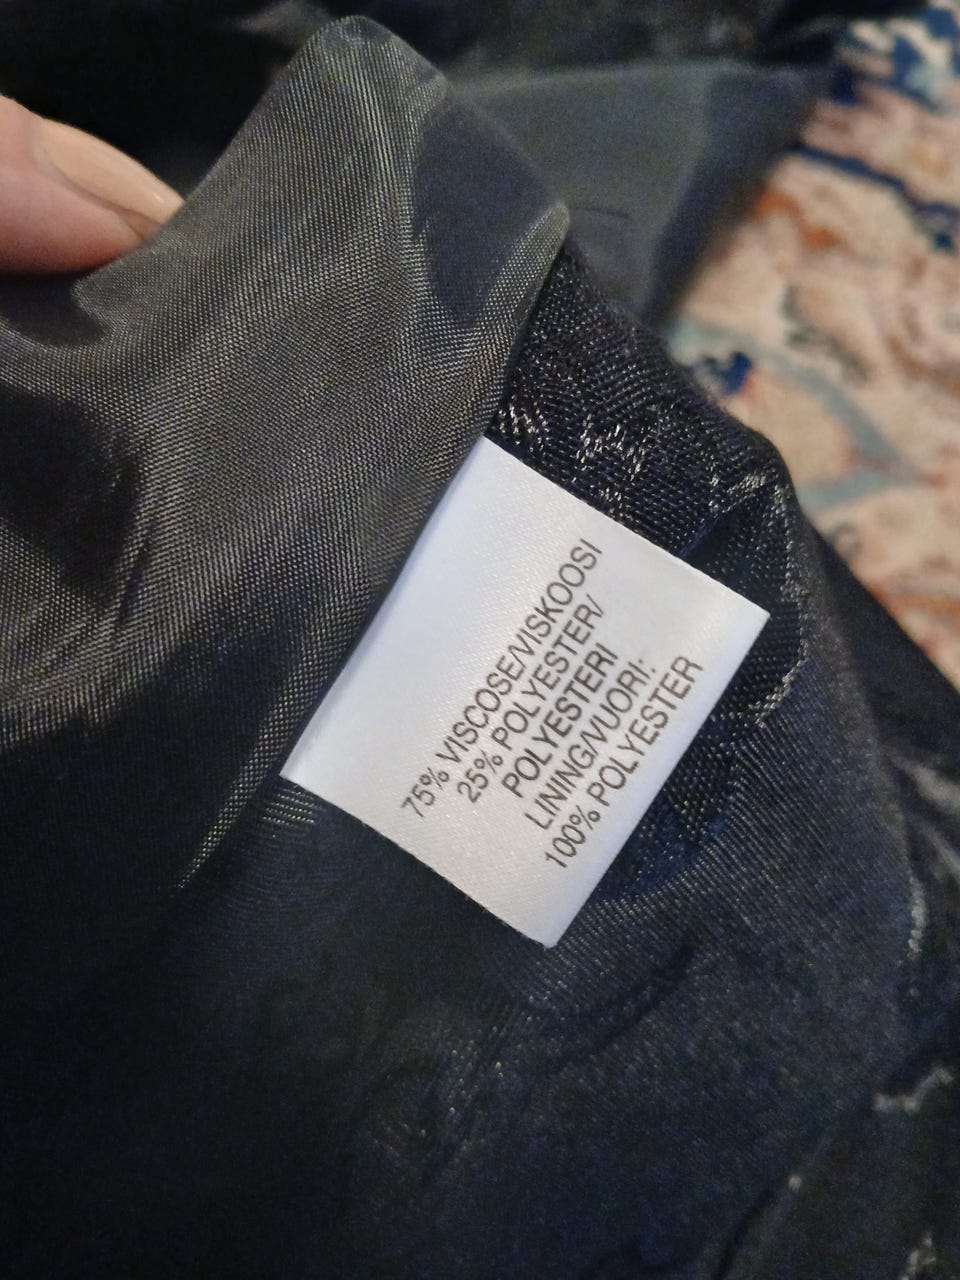 75% VISCOSE/VISKOOSI
25% POLYESTER/
POLYESTERI
LINING/VUORI:
100% POLYESTER